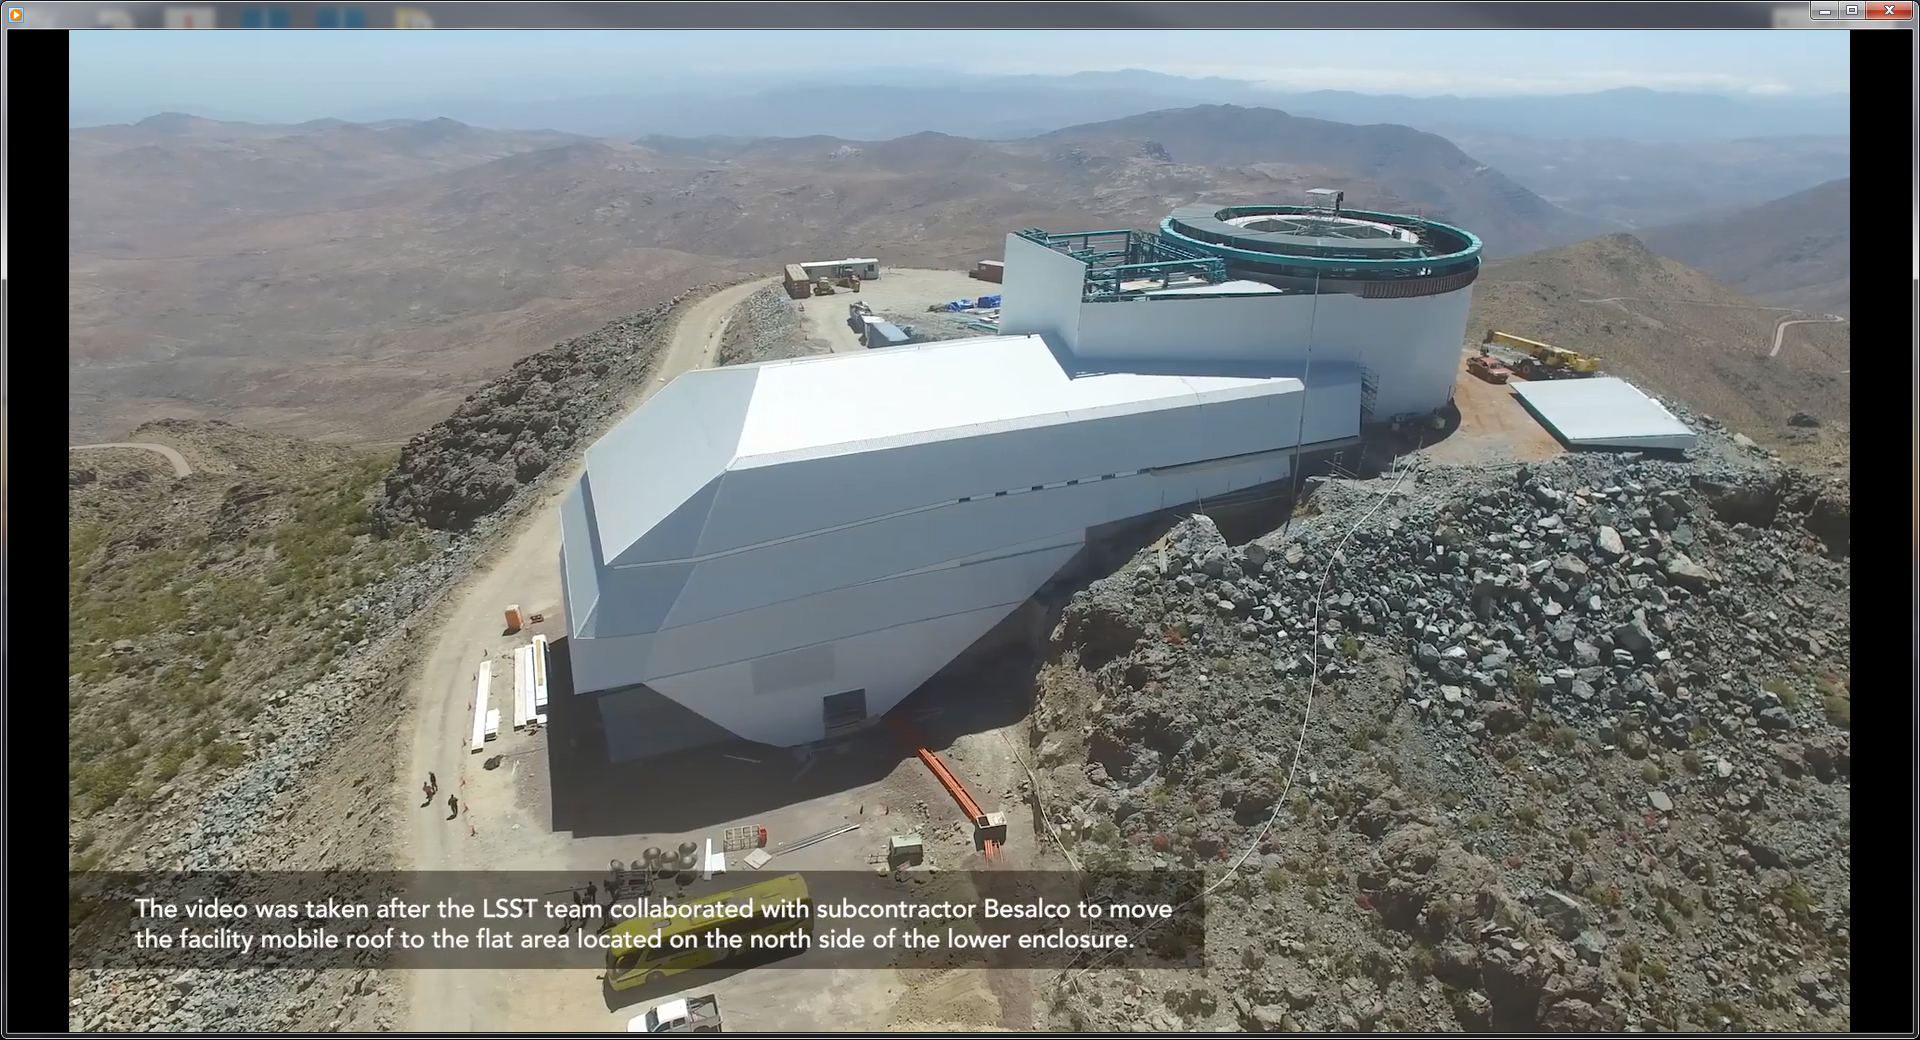 The video was taken after the LSST team collaborated with subcontractor Besalco to move
the facility mobile roof to the flat area located on the north side of the lower enclosure.